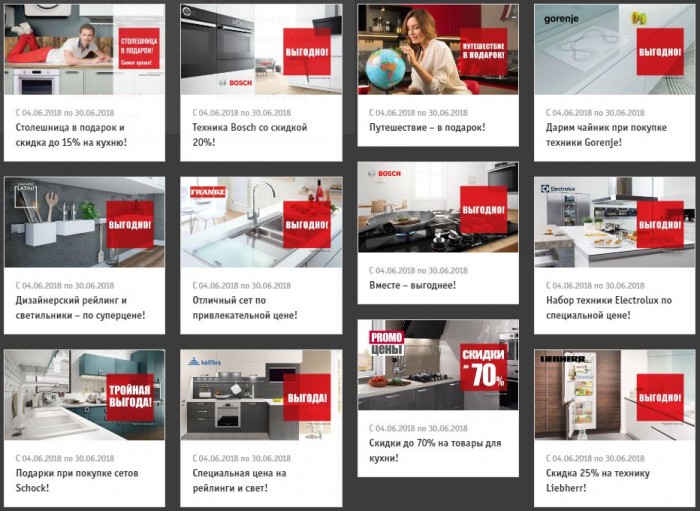 СТОЛЕШНИЦА
В ПОДАРОК!
Самое время!
С 04.06.2018 по 30.06.2018
Столешница в подарок и
скидка до 15% на кухню!
BOSCH
ВЫГОДНО!
С 04.06.2018 по 30.06.2018
Техника Bosch со скидкой
20%!
ПУТЕШЕСТВИЕ
В ПОДАРОК!
С 04.06.2018 по 30.06.2018
Путешествие – в подарок!
gorenje
ВЫГОДНО!
С 04.06.2018 по 30.06.2018
Дарим чайник при покупке
техники Gorenje!
ВЫГОДНО!
С 04.06.2018 по 30.06.2018
Дизайнерский рейлинг и
светильники – по суперцене!
FRANKE
ВЫГОДНО!
С 04.06.2018 по 30.06.2018
Отличный сет по
привлекательной цене!
BOSCH
ВЫГОДНО!
С 04.06.2018 по 30.06.2018
Вместе – выгоднее!
Electrolux
ВЫГОДНО!
С 04.06.2018 по 30.06.2018
Набор техники Electrolux по
специальной цене!
ТРОЙНАЯ
ВЫГОДА!
С 04.06.2018 по 30.06.2018
Подарки при покупке сетов
Schock!
kalibra
ВЫГОДА!
С 04.06.2018 по 30.06.2018
Специальная цена на
рейлинги и свет!
PROMO
цены
СКИДКИ
до 70%
С 04.06.2018 по 30.06.2018
Скидки до 70% на товары для
кухни!
LIEBHERR
ВЫГОДНО!
С 04.06.2018 по 30.06.2018
Скидка 25% на технику
Liebherr!